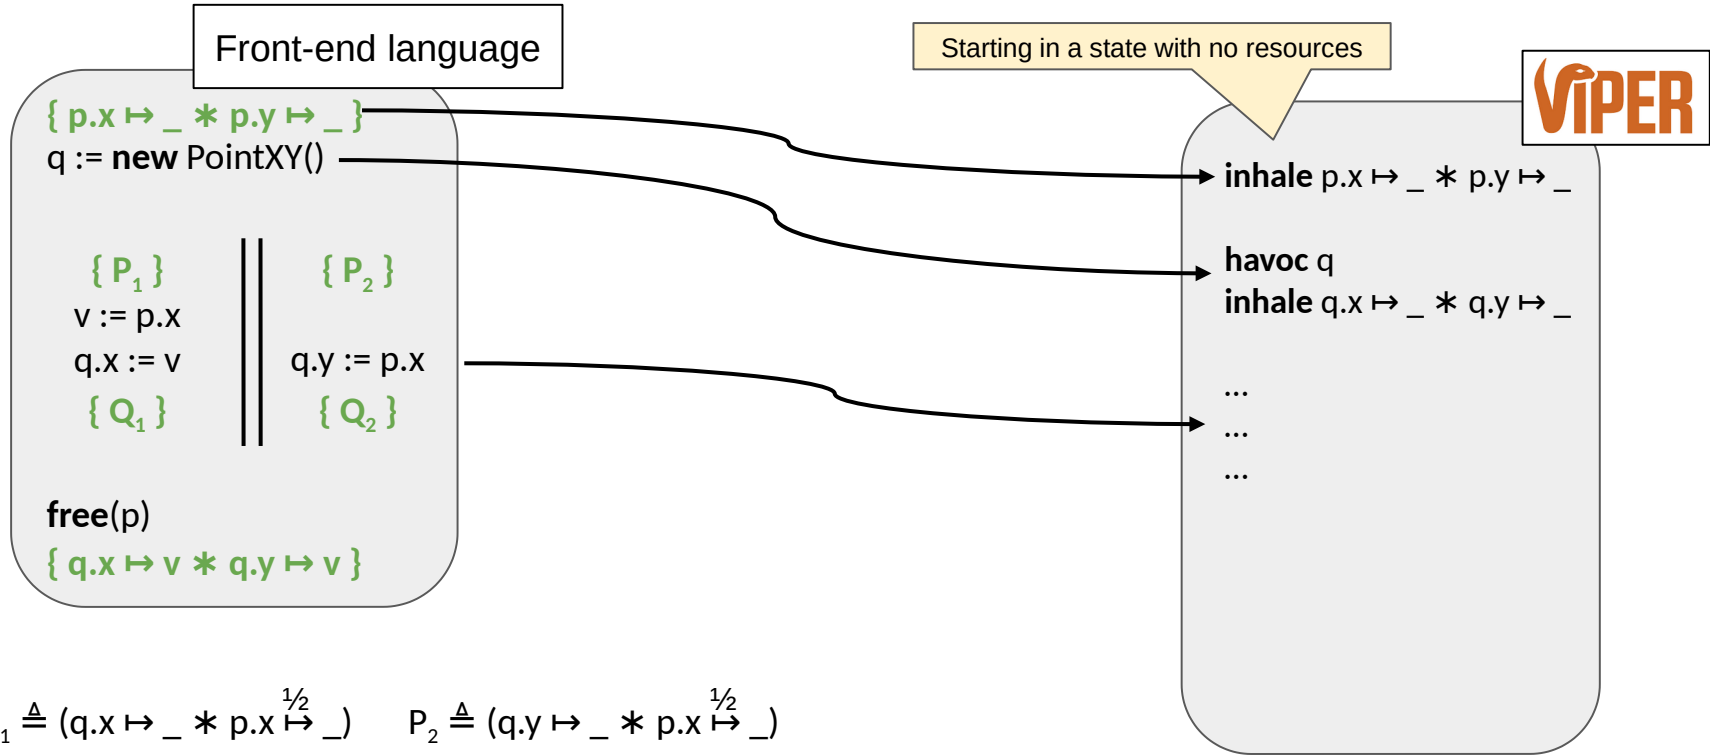 Front-end language
{ p.x ↦ _ ∗ p.y ↦ _ }
q := new PointXY()
{ P₁ } { P₂ }
v := p.x
q.x := v q.y := p.x
{ Q₁ } { Q₂ }
free(p)
{ q.x ↦ v ∗ q.y ↦ v }
Starting in a state with no resources
VIPER
inhale p.x ↦ _ ∗ p.y ↦ _
havoc q
inhale q.x ↦ _ ∗ q.y ↦ _
...
...
...
₁ ≜ (q.x ↦ _ ∗ p.x ½↦ _) P₂ ≜ (q.y ↦ _ ∗ p.x ½↦ _)